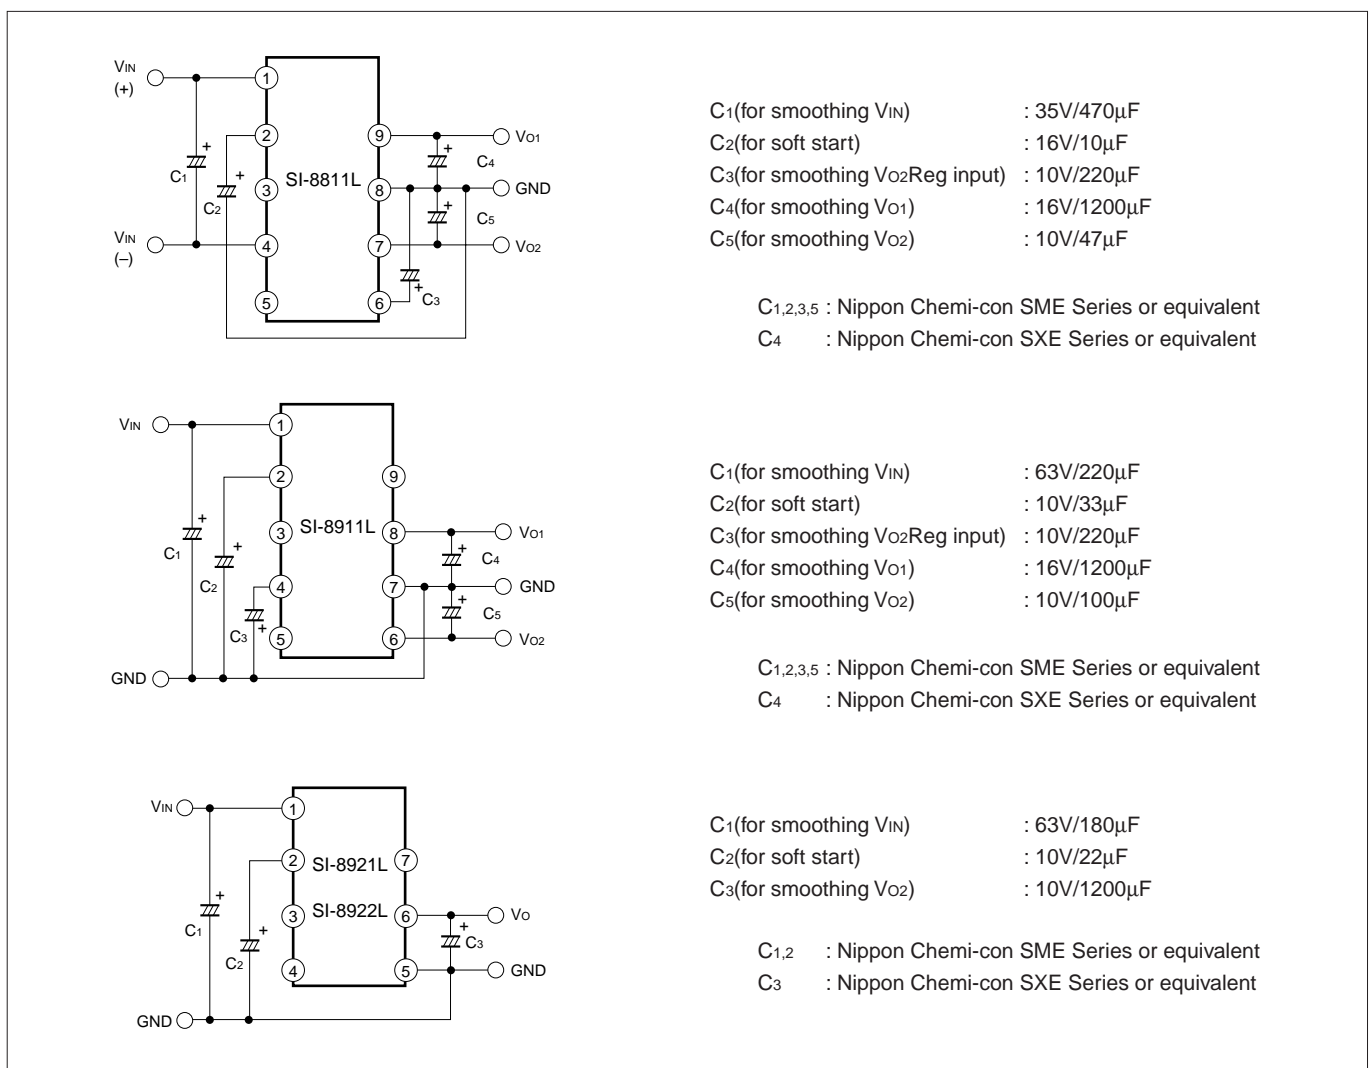 VIN
(+)
1
2
3
4
5
9
8
7
6
SI-8811L
C1
+
C2
+
+
C4
+
C5
+
C3
VO1
GND
VO2
VIN
(–)
C1(for smoothing VIN) : 35V/470μF
C2(for soft start) : 16V/10μF
C3(for smoothing VO2Reg input) : 10V/220μF
C4(for smoothing VO1) : 16V/1200μF
C5(for smoothing VO2) : 10V/47μF
C1,2,3,5 : Nippon Chemi-con SME Series or equivalent
C4 : Nippon Chemi-con SXE Series or equivalent
VIN
1
2
3
4
5
9
8
7
6
SI-8911L
+
C1
+
C2
C3
+
+
C4
+
C5
VO1
GND
VO2
GND
C1(for smoothing VIN) : 63V/220μF
C2(for soft start) : 10V/33μF
C3(for smoothing VO2Reg input) : 10V/220μF
C4(for smoothing VO1) : 16V/1200μF
C5(for smoothing VO2) : 10V/100μF
C1,2,3,5 : Nippon Chemi-con SME Series or equivalent
C4 : Nippon Chemi-con SXE Series or equivalent
VIN
1
2
3
4
7
6
5
SI-8921L
SI-8922L
+
C1
+
C2
+
C3
VO
GND
GND
C1(for smoothing VIN) : 63V/180μF
C2(for soft start) : 10V/22μF
C3(for smoothing VO2) : 10V/1200μF
C1,2 : Nippon Chemi-con SME Series or equivalent
C3 : Nippon Chemi-con SXE Series or equivalent